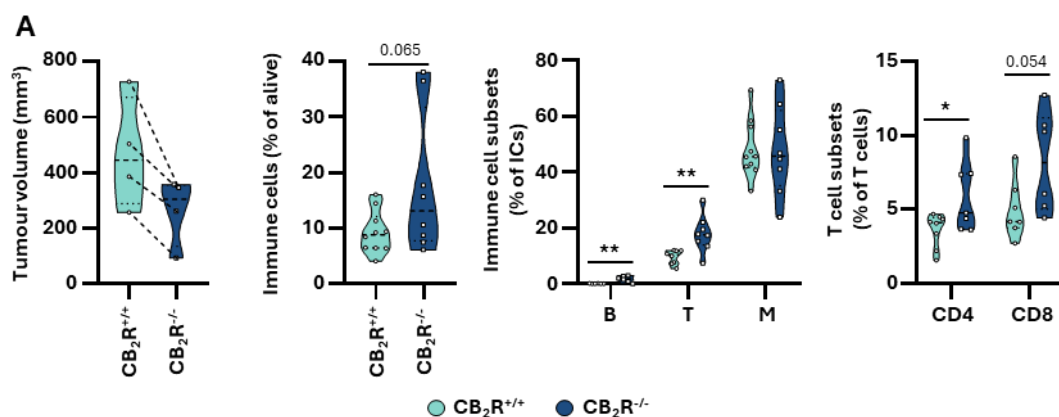 A
Tumour volume (mm³)
800
600
400
200
0
CB₂R⁺/⁺
CB₂R⁻/⁻
Immune cells (% of alive)
40
30
20
10
0
0.065
CB₂R⁺/⁺
CB₂R⁻/⁻
Immune cell subsets
(% of ICs)
80
60
40
20
0
**
**
B
T
M
T cell subsets
(% of T cells)
15
10
5
0
*
0.054
CD4
CD8
CB₂R⁺/⁺
CB₂R⁻/⁻